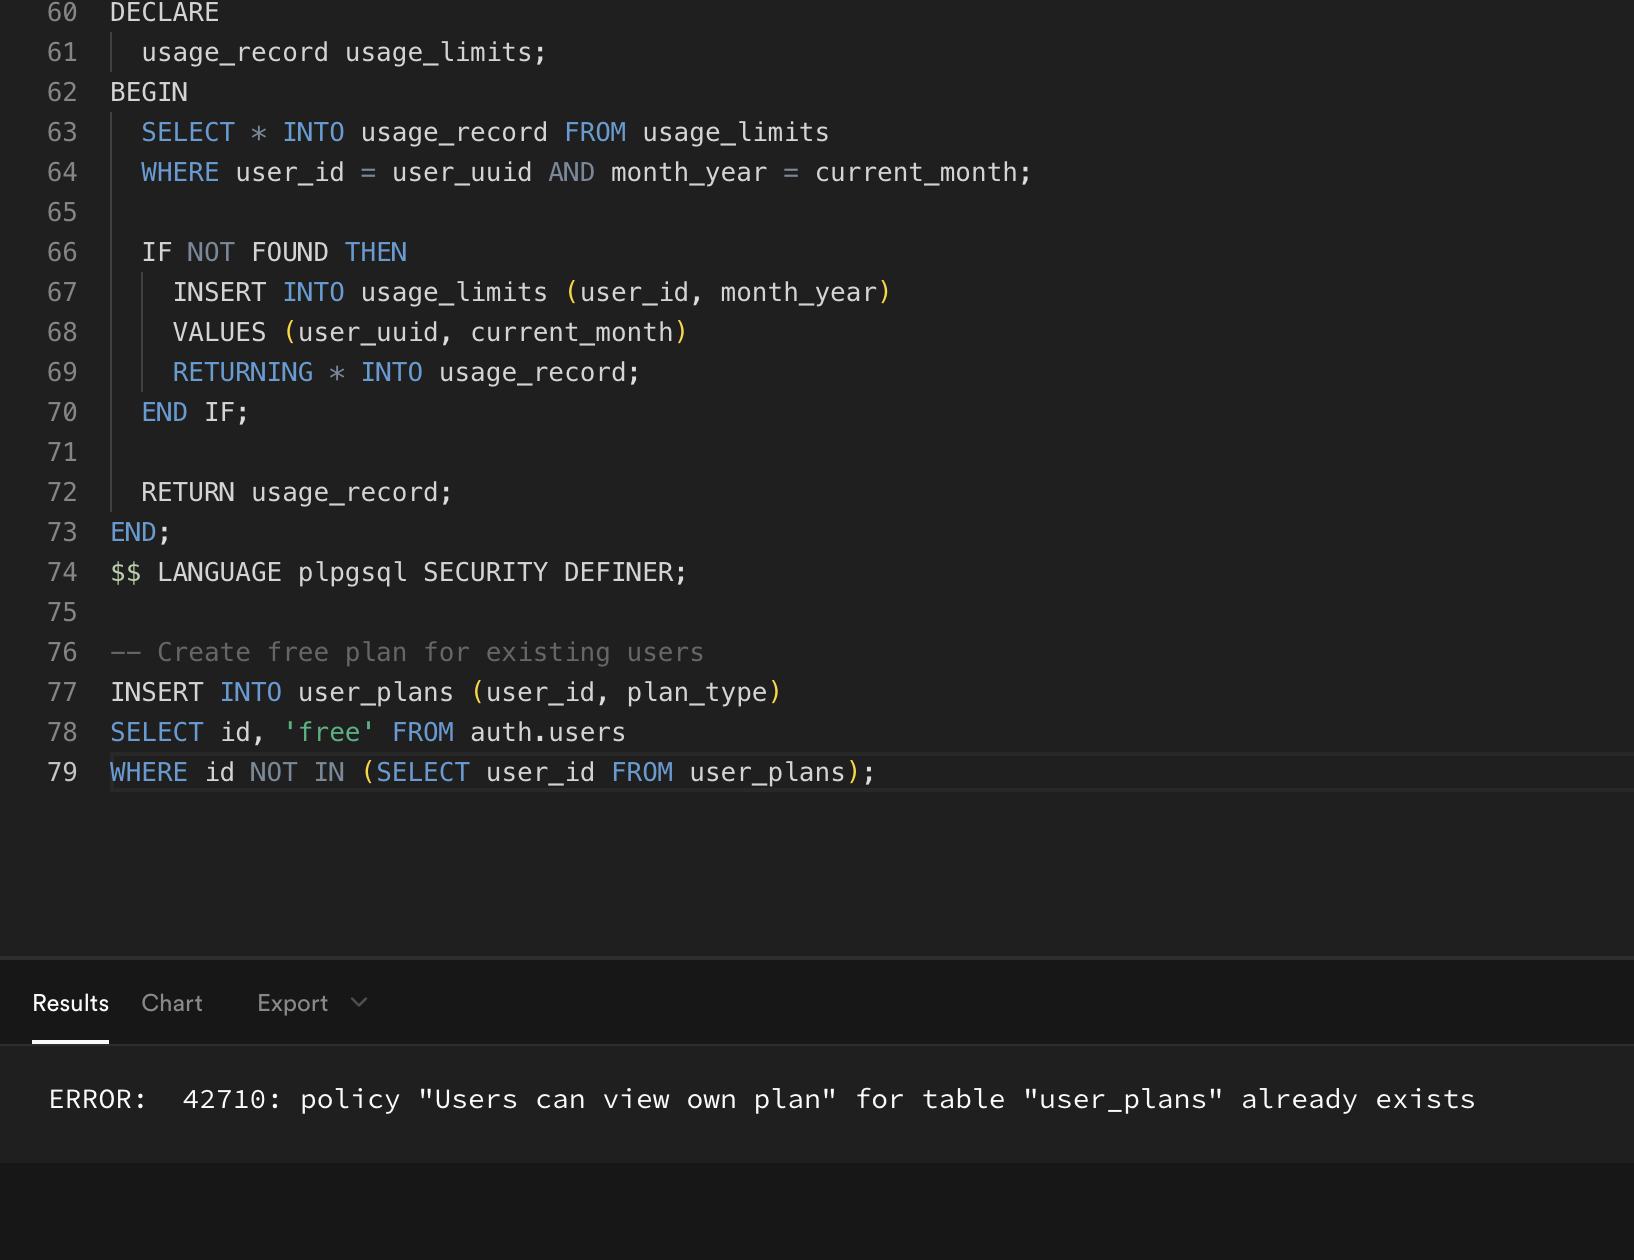 60 DECLARE
61 usage_record usage_limits;
62 BEGIN
63 SELECT * INTO usage_record FROM usage_limits
64 WHERE user_id = user_uuid AND month_year = current_month;
65
66 IF NOT FOUND THEN
67 INSERT INTO usage_limits (user_id, month_year)
68 VALUES (user_uuid, current_month)
69 RETURNING * INTO usage_record;
70 END IF;
71
72 RETURN usage_record;
73 END;
74 $$ LANGUAGE plpgsql SECURITY DEFINER;
75
76 -- Create free plan for existing users
77 INSERT INTO user_plans (user_id, plan_type)
78 SELECT id, 'free' FROM auth.users
79 WHERE id NOT IN (SELECT user_id FROM user_plans);
Results Chart Export
ERROR:  42710: policy "Users can view own plan" for table "user_plans" already exists